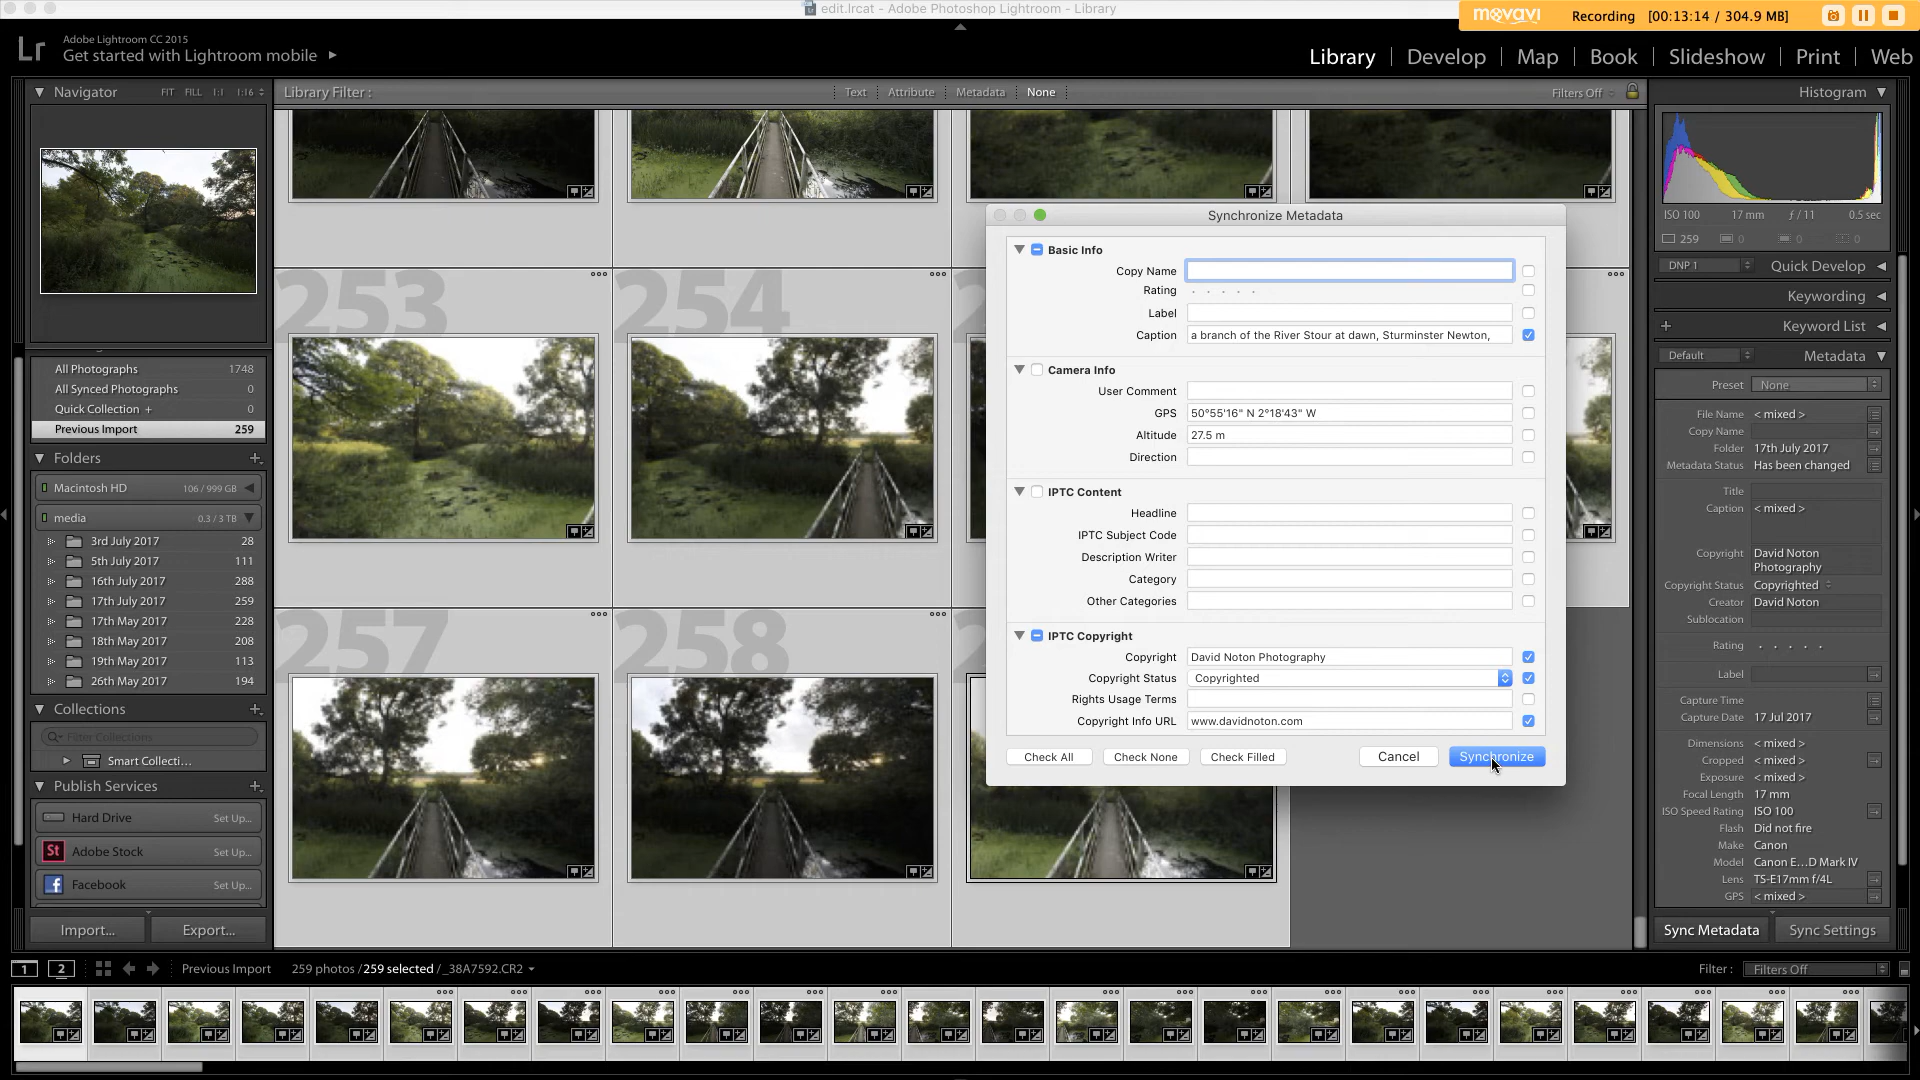 edit.lrcat - Adobe Photoshop Lightroom - Library
movavi Recording [00:13:14 / 304.9 MB]
Lr Adobe Lightroom CC 2015
Get started with Lightroom mobile
Library | Develop | Map | Book | Slideshow | Print | Web
Navigator FIT FILL 1:1 1:16
Library Filter : Text Attribute Metadata None Filters Off
Histogram
ISO 100 17 mm ƒ / 11 0.5 sec
259 0 0 0
DNP 1 Quick Develop
Keywording
+ Keyword List
Default Metadata
Preset None
File Name < mixed >
Copy Name
Folder 17th July 2017
Metadata Status Has been changed
Title
Caption < mixed >
Copyright David Noton
Photography
Copyright Status Copyrighted
Creator David Noton
Sublocation
Rating . . . . .
Label
Capture Time
Capture Date 17 Jul 2017
Dimensions < mixed >
Cropped < mixed >
Exposure < mixed >
Focal Length 17 mm
ISO Speed Rating ISO 100
Flash Did not fire
Make Canon
Model Canon E...D Mark IV
Lens TS-E17mm f/4L
GPS < mixed >
Sync Metadata Sync Settings
All Photographs 1748
All Synced Photographs 0
Quick Collection + 0
Previous Import 259
Folders +
Macintosh HD 106 / 999 GB
media 0.3 / 3 TB
3rd July 2017 28
5th July 2017 111
16th July 2017 288
17th July 2017 259
17th May 2017 228
18th May 2017 208
19th May 2017 113
26th May 2017 194
Collections +
Filter Collections
Smart Collecti...
Publish Services +
Hard Drive Set Up...
St Adobe Stock Set Up...
f Facebook Set Up...
Import... Export...
253 254
257 258
Synchronize Metadata
Basic Info
Copy Name
Rating . . . . .
Label
Caption a branch of the River Stour at dawn, Sturminster Newton,
Camera Info
User Comment
GPS 50°55'16" N 2°18'43" W
Altitude 27.5 m
Direction
IPTC Content
Headline
IPTC Subject Code
Description Writer
Category
Other Categories
IPTC Copyright
Copyright David Noton Photography
Copyright Status Copyrighted
Rights Usage Terms
Copyright Info URL www.davidnoton.com
Check All Check None Check Filled Cancel Synchronize
1 2 Previous Import 259 photos / 259 selected / _38A7592.CR2 Filter : Filters Off